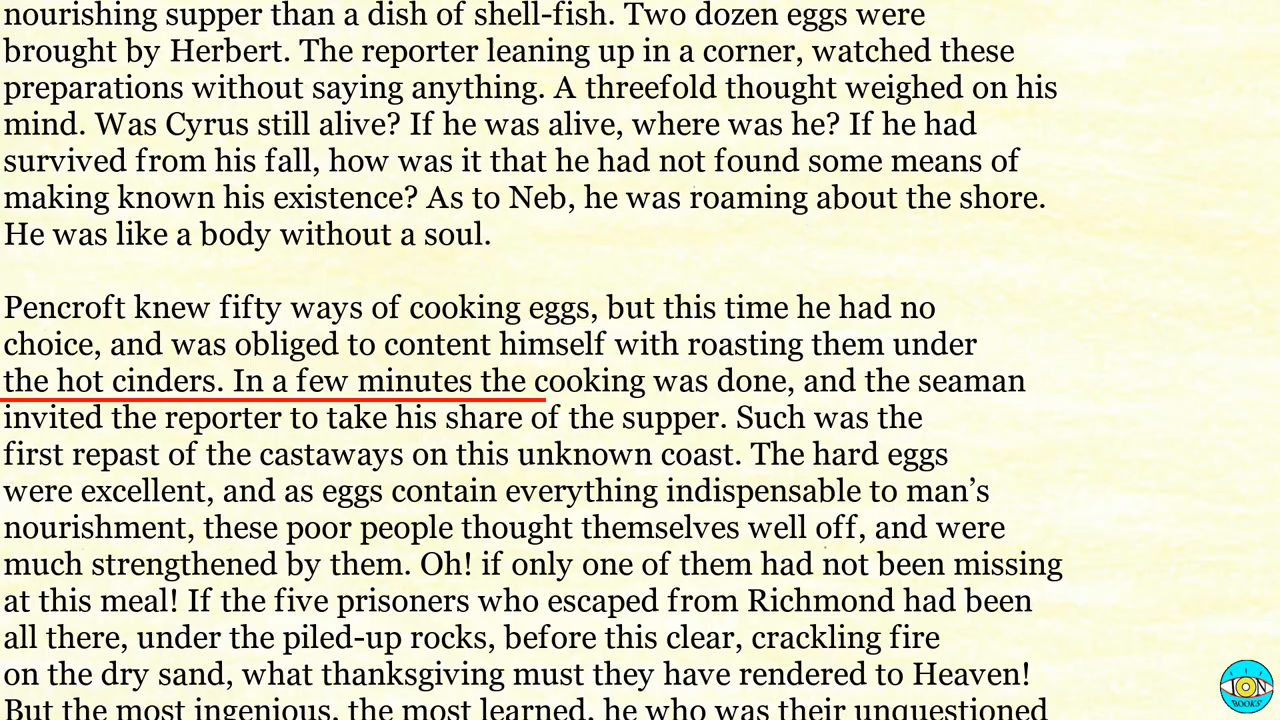 nourishing supper than a dish of shell-fish. Two dozen eggs were
brought by Herbert. The reporter leaning up in a corner, watched these
preparations without saying anything. A threefold thought weighed on his
mind. Was Cyrus still alive? If he was alive, where was he? If he had
survived from his fall, how was it that he had not found some means of
making known his existence? As to Neb, he was roaming about the shore.
He was like a body without a soul.
Pencroft knew fifty ways of cooking eggs, but this time he had no
choice, and was obliged to content himself with roasting them under
the hot cinders. In a few minutes the cooking was done, and the seaman
invited the reporter to take his share of the supper. Such was the
first repast of the castaways on this unknown coast. The hard eggs
were excellent, and as eggs contain everything indispensable to man’s
nourishment, these poor people thought themselves well off, and were
much strengthened by them. Oh! if only one of them had not been missing
at this meal! If the five prisoners who escaped from Richmond had been
all there, under the piled-up rocks, before this clear, crackling fire
on the dry sand, what thanksgiving must they have rendered to Heaven!
But the most ingenious, the most learned, he who was their unquestioned
ION
BOOKS